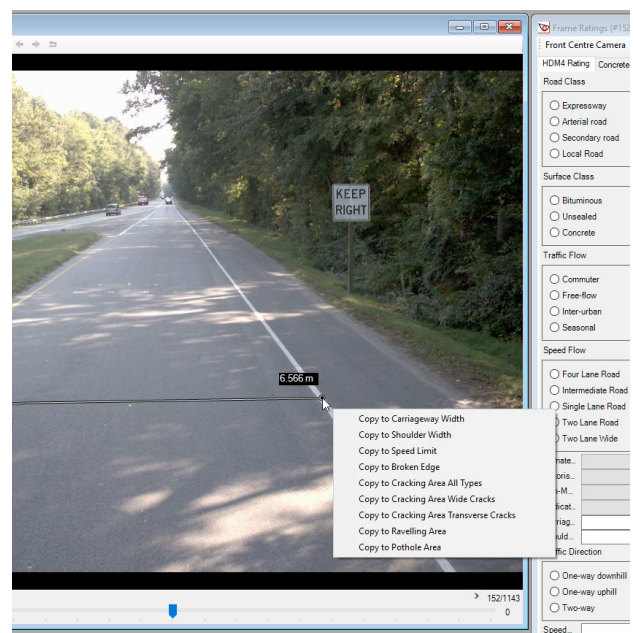 Frame Ratings (#152
Front Centre Camera
HDM4 Rating Concrete
Road Class
Expressway
Arterial road
Secondary road
Local Road
Surface Class
Bituminous
Unsealed
Concrete
Traffic Flow
Commuter
Free-flow
Inter-urban
Seasonal
Speed Flow
Four Lane Road
Intermediate Road
Single Lane Road
Two Lane Road
Two Lane Wide
KEEP
RIGHT
6.566 m
Copy to Carriageway Width
Copy to Shoulder Width
Copy to Speed Limit
Copy to Broken Edge
Copy to Cracking Area All Types
Copy to Cracking Area Wide Cracks
Copy to Cracking Area Transverse Cracks
Copy to Ravelling Area
Copy to Pothole Area
One-way downhill
One-way uphill
Two-way
Speed...
152/1143
0